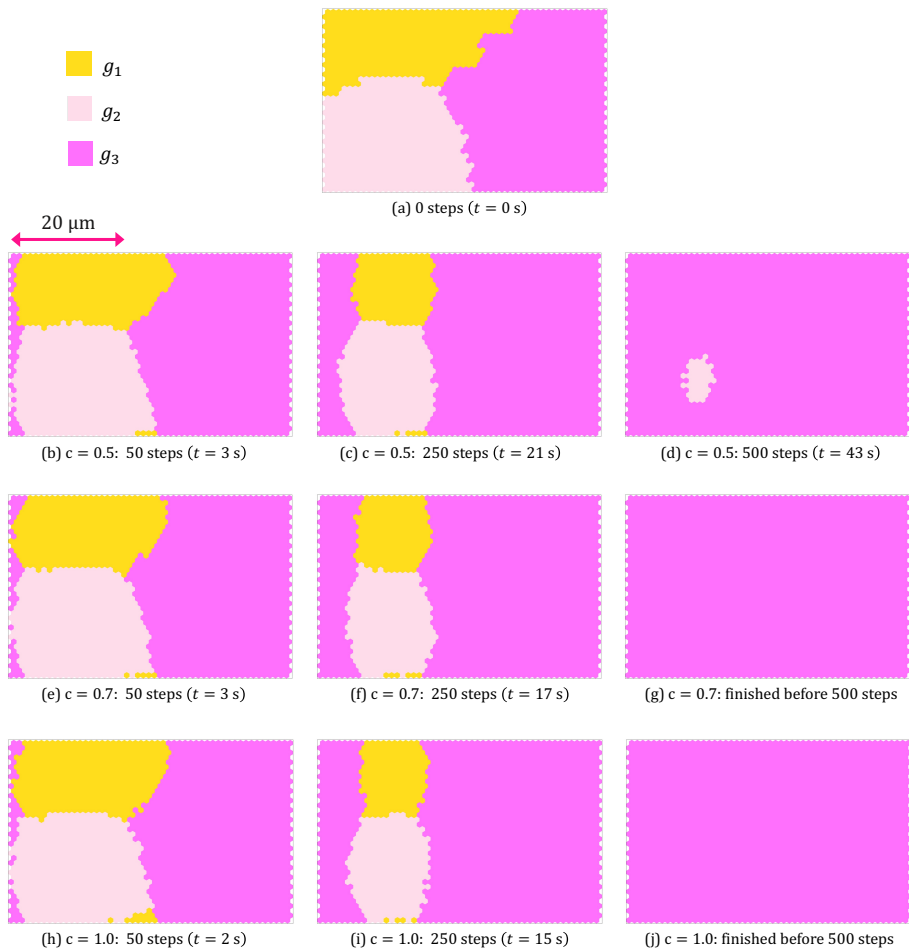 g₁
g₂
g₃
(a) 0 steps (t = 0 s)
20 μm
(b) c = 0.5: 50 steps (t = 3 s)
(c) c = 0.5: 250 steps (t = 21 s)
(d) c = 0.5: 500 steps (t = 43 s)
(e) c = 0.7: 50 steps (t = 3 s)
(f) c = 0.7: 250 steps (t = 17 s)
(g) c = 0.7: finished before 500 steps
(h) c = 1.0: 50 steps (t = 2 s)
(i) c = 1.0: 250 steps (t = 15 s)
(j) c = 1.0: finished before 500 steps